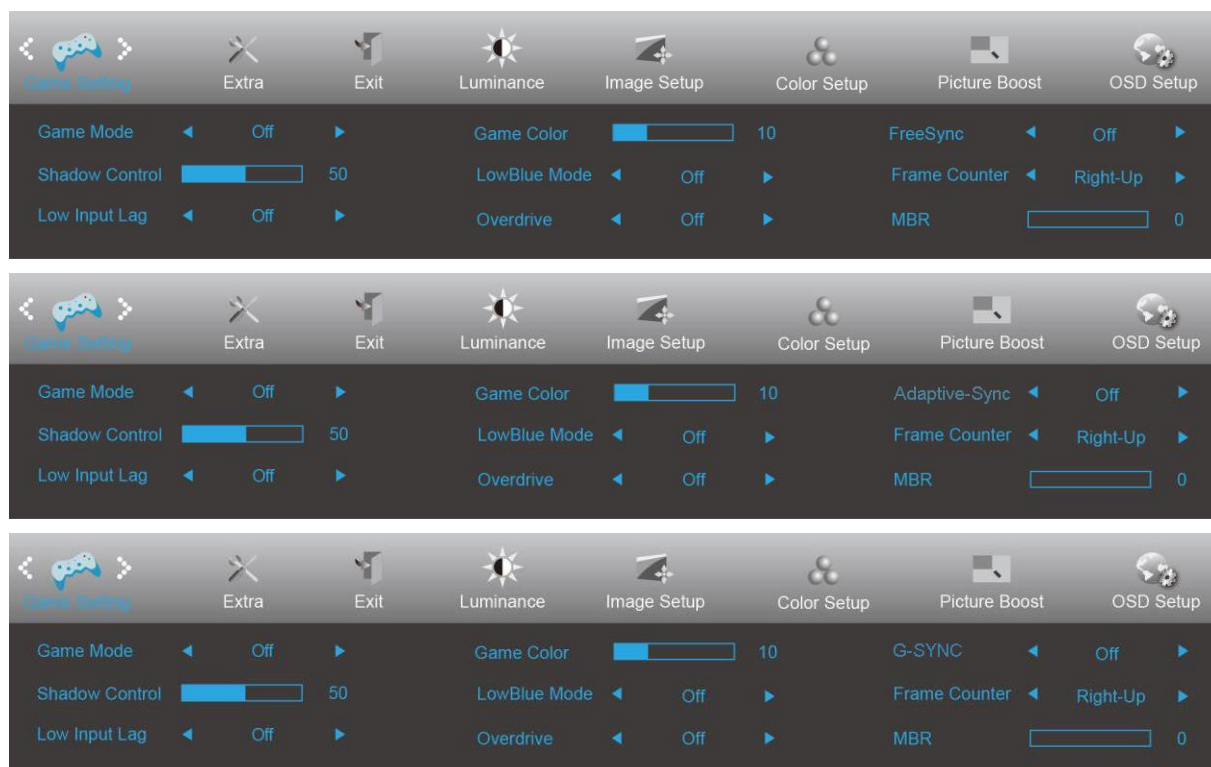 Game Setting Extra Exit Luminance Image Setup Color Setup Picture Boost OSD Setup
Game Mode Off Game Color 10 FreeSync Off
Shadow Control 50 LowBlue Mode Off Frame Counter Right-Up
Low Input Lag Off Overdrive Off MBR 0
Game Setting Extra Exit Luminance Image Setup Color Setup Picture Boost OSD Setup
Game Mode Off Game Color 10 Adaptive-Sync Off
Shadow Control 50 LowBlue Mode Off Frame Counter Right-Up
Low Input Lag Off Overdrive Off MBR 0
Game Setting Extra Exit Luminance Image Setup Color Setup Picture Boost OSD Setup
Game Mode Off Game Color 10 G-SYNC Off
Shadow Control 50 LowBlue Mode Off Frame Counter Right-Up
Low Input Lag Off Overdrive Off MBR 0